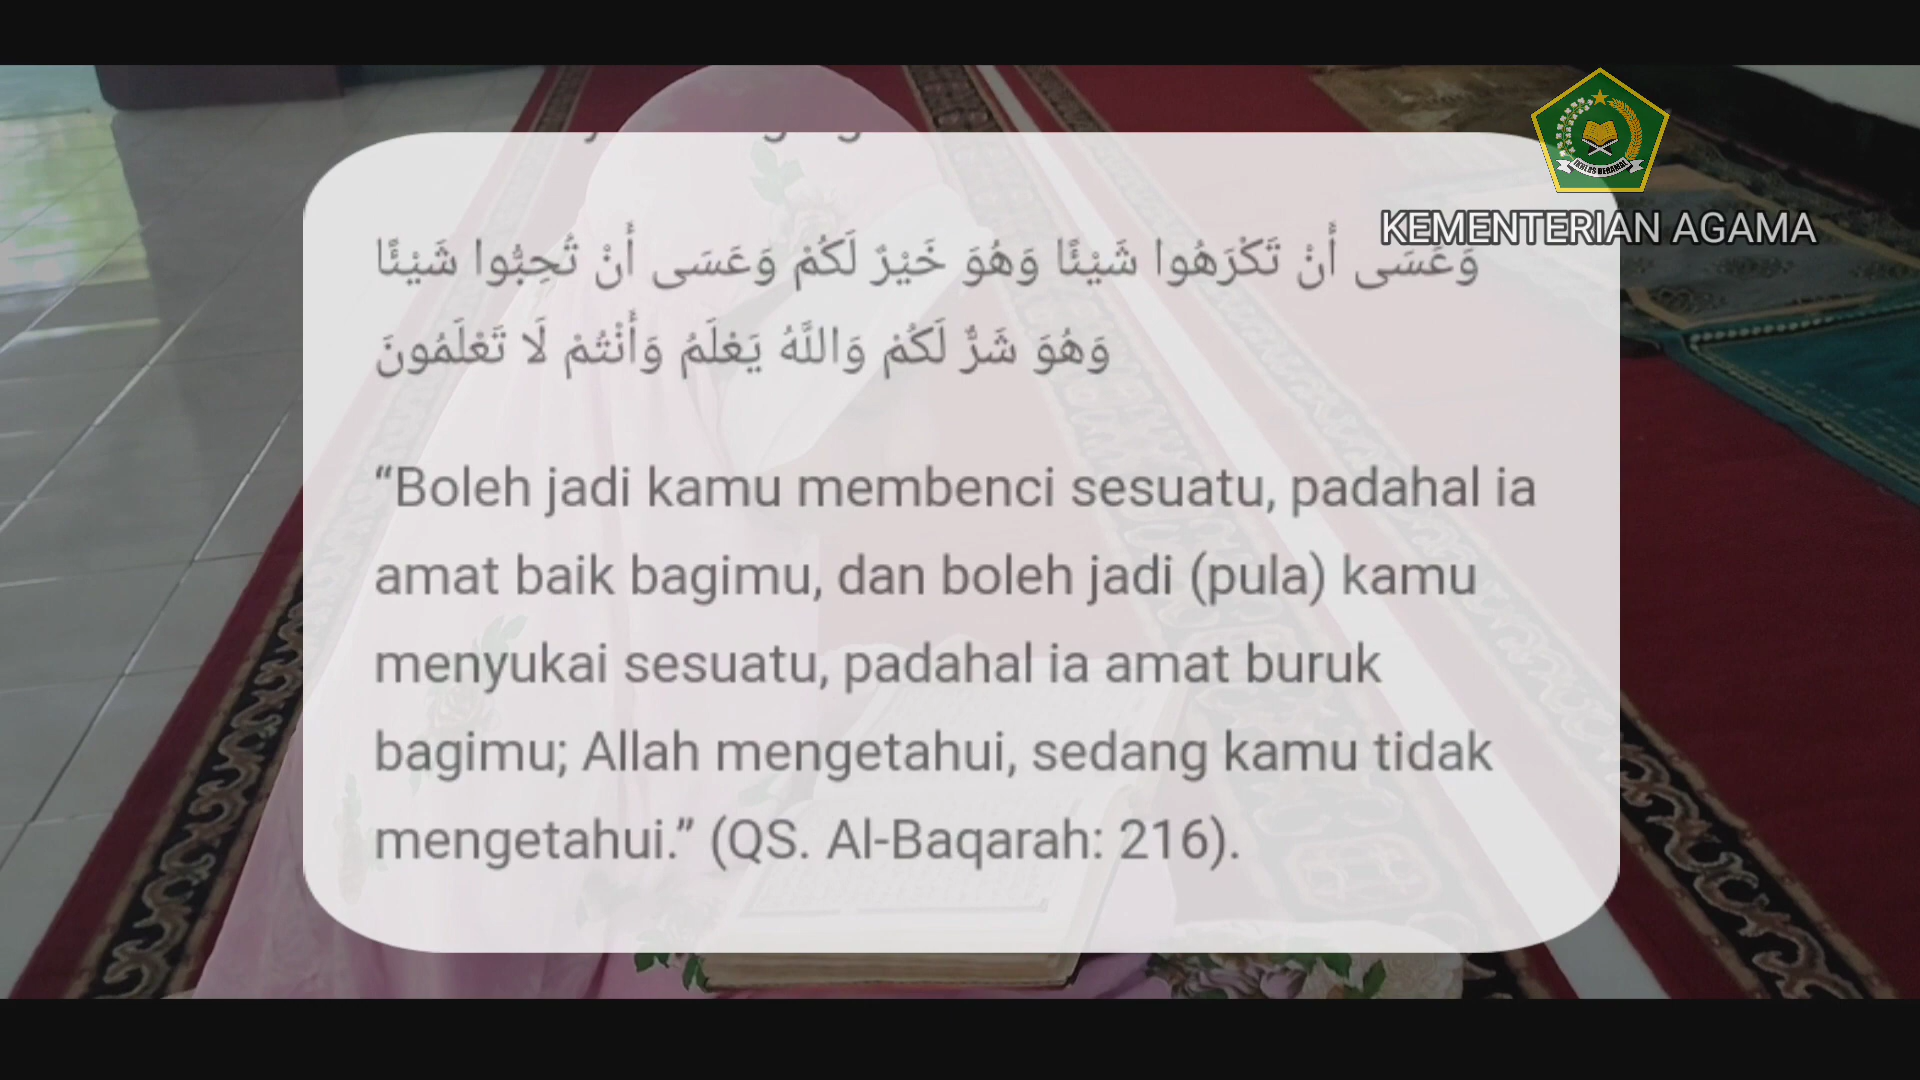 IKHLAS BERAMAL
KEMENTERIAN AGAMA
وَعَسَى أَنْ تَكْرَهُوا شَيْئًا وَهُوَ خَيْرٌ لَكُمْ وَعَسَى أَنْ تُحِبُّوا شَيْئًا
وَهُوَ شَرٌّ لَكُمْ وَاللَّهُ يَعْلَمُ وَأَنْتُمْ لَا تَعْلَمُونَ
“Boleh jadi kamu membenci sesuatu, padahal ia
amat baik bagimu, dan boleh jadi (pula) kamu
menyukai sesuatu, padahal ia amat buruk
bagimu; Allah mengetahui, sedang kamu tidak
mengetahui.” (QS. Al-Baqarah: 216).